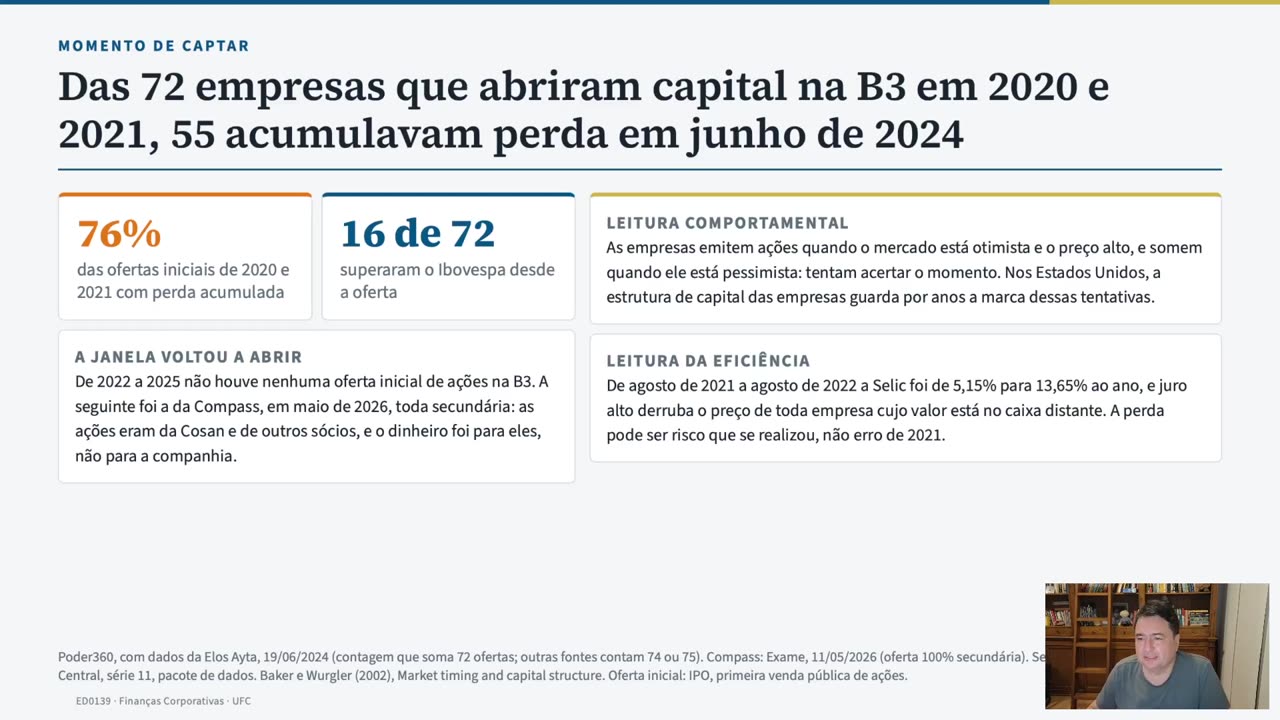 MOMENTO DE CAPTAR
Das 72 empresas que abriram capital na B3 em 2020 e
2021, 55 acumulavam perda em junho de 2024
76%
das ofertas iniciais de 2020 e
2021 com perda acumulada
16 de 72
superaram o Ibovespa desde
a oferta
A JANELA VOLTOU A ABRIR
De 2022 a 2025 não houve nenhuma oferta inicial de ações na B3. A
seguinte foi a da Compass, em maio de 2026, toda secundária: as
ações eram da Cosan e de outros sócios, e o dinheiro foi para eles,
não para a companhia.
LEITURA COMPORTAMENTAL
As empresas emitem ações quando o mercado está otimista e o preço alto, e somem
quando ele está pessimista: tentam acertar o momento. Nos Estados Unidos, a
estrutura de capital das empresas guarda por anos a marca dessas tentativas.
LEITURA DA EFICIÊNCIA
De agosto de 2021 a agosto de 2022 a Selic foi de 5,15% para 13,65% ao ano, e juro
alto derruba o preço de toda empresa cujo valor está no caixa distante. A perda
pode ser risco que se realizou, não erro de 2021.
Poder360, com dados da Elos Ayta, 19/06/2024 (contagem que soma 72 ofertas; outras fontes contam 74 ou 75). Compass: Exame, 11/05/2026 (oferta 100% secundária).
Central, série 11, pacote de dados. Baker e Wurgler (2002), Market timing and capital structure. Oferta inicial: IPO, primeira venda pública de ações.
ED0139 · Finanças Corporativas · UFC